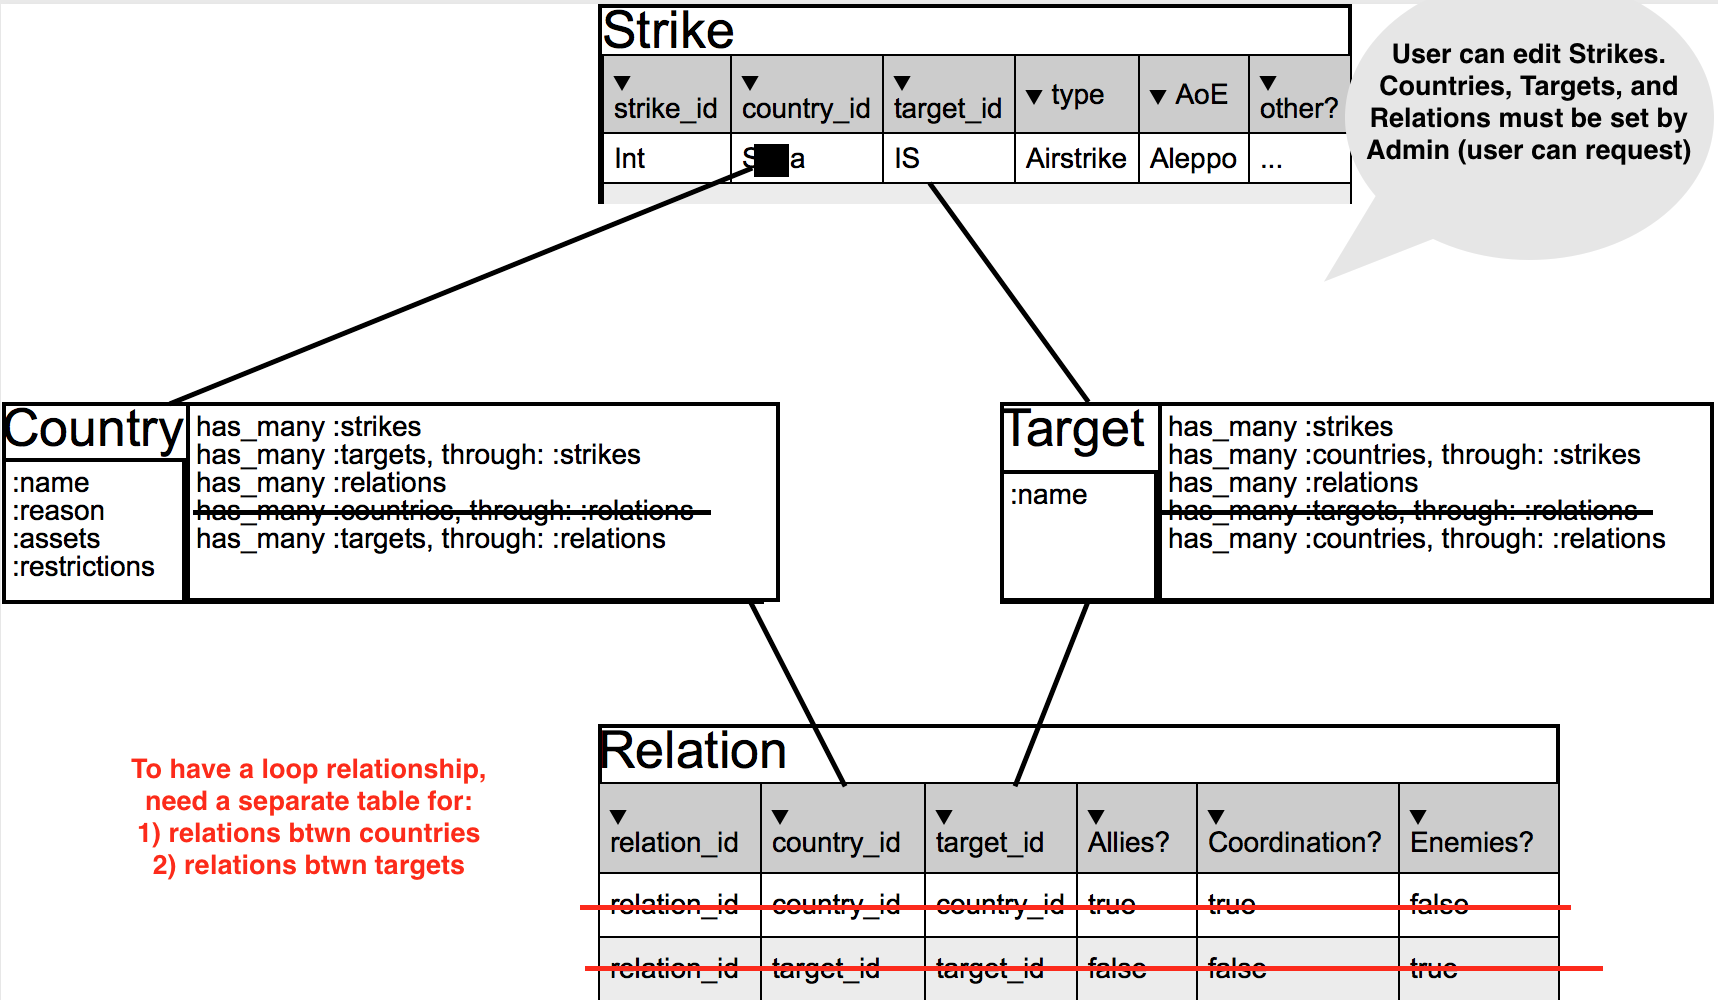 Strike
strike_id country_id target_id type AoE other?
Int IS Airstrike Aleppo ...
User can edit Strikes.
Countries, Targets, and
Relations must be set by
Admin (user can request)
Country
:name
:reason
:assets
:restrictions
has_many :strikes
has_many :targets, through: :strikes
has_many :relations
has_many :countries, through: :relations
has_many :targets, through: :relations
Target
:name
has_many :strikes
has_many :countries, through: :strikes
has_many :relations
has_many :targets, through: :relations
has_many :countries, through: :relations
To have a loop relationship,
need a separate table for:
1) relations btwn countries
2) relations btwn targets
Relation
relation_id country_id target_id Allies? Coordination? Enemies?
relation_id country_id country_id true true false
relation_id target_id target_id false false true